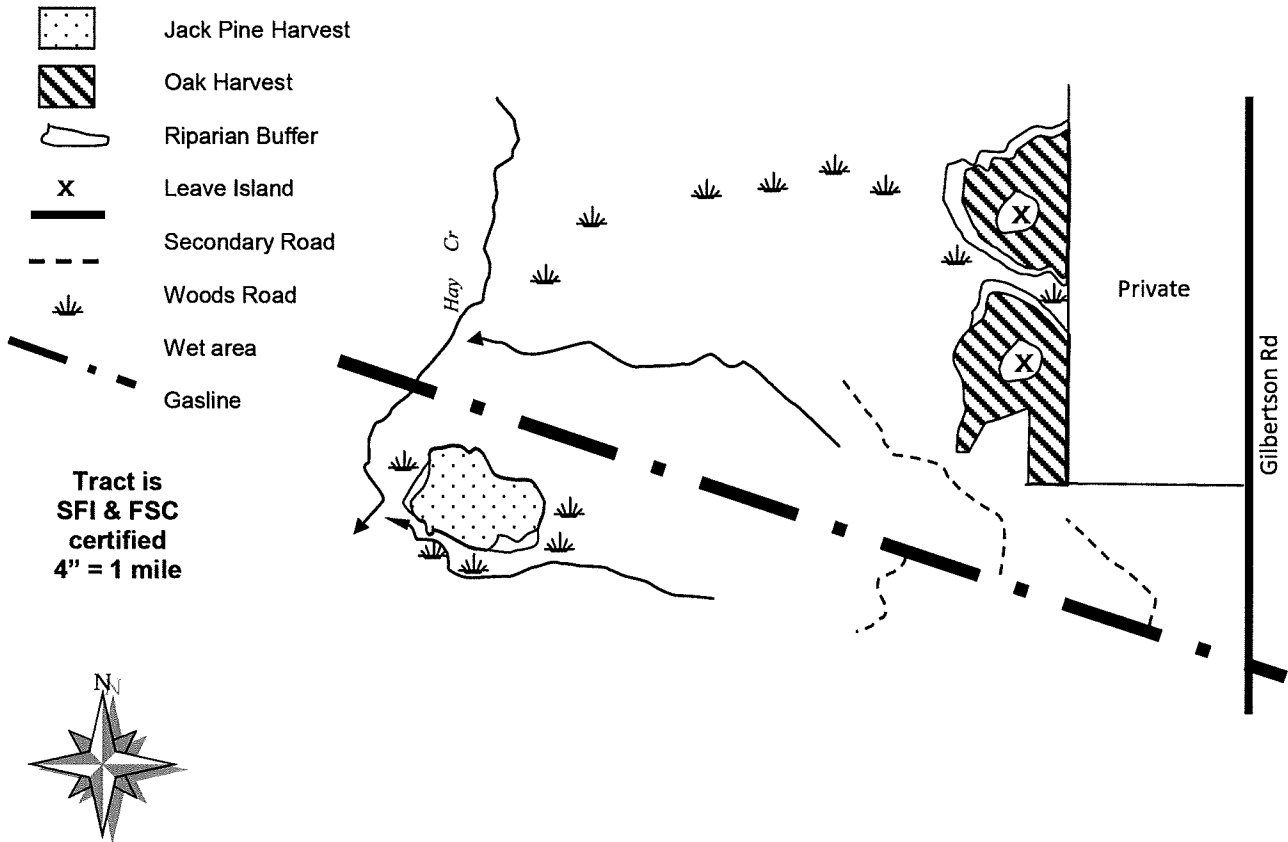 Jack Pine Harvest
Oak Harvest
Riparian Buffer
X Leave Island
Secondary Road
Woods Road
Wet area
Gasline
Tract is
SFI & FSC
certified
4” = 1 mile
Hay Cr
X
X
Private
Gilbertson Rd
N N